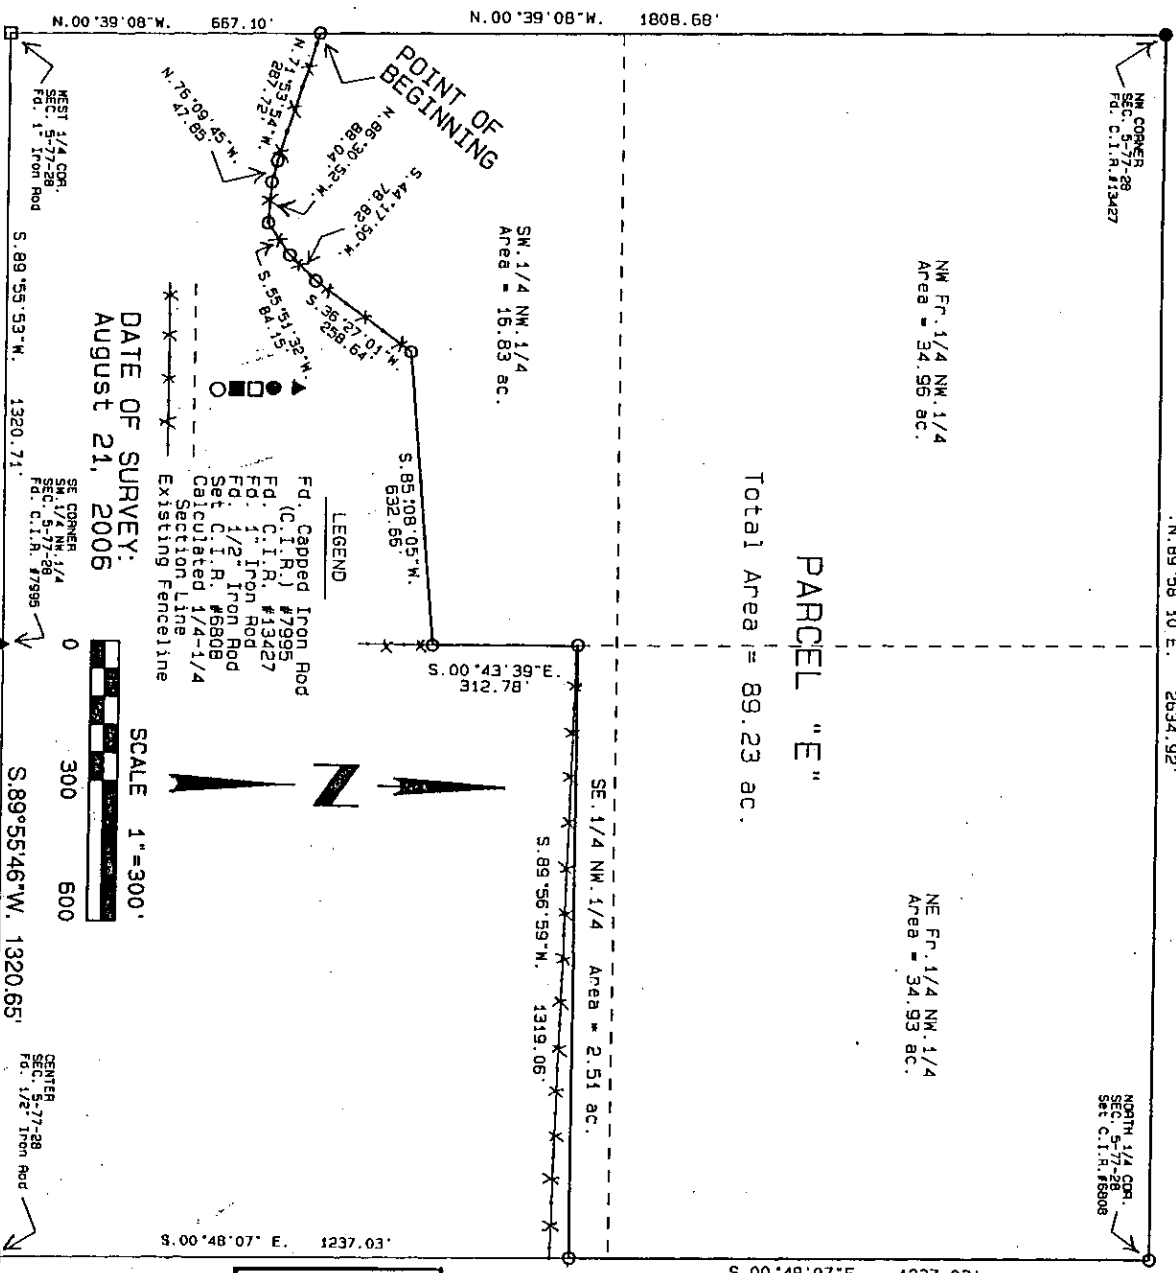 N.00°39'08"W. 667.10'
N.00°39'08"W. 1808.68'
NW CORNER
SEC. 5-77-28
Fd. C.I.R.#13427
WEST 1/4 COR.
SEC. 5-77-28
Fd. 1" Iron Rod
POINT OF
BEGINNING
N.71°53'54"W.
287.72'
N.76°09'45"W.
47.85'
N.86°30'52"W.
88.04'
S.44°17'50"W.
78.82'
S.55°51'32"W.
84.15'
S.36°27'01"W.
258.64'
S.85°08'05"W.
632.66'
S.00°43'39"E.
312.78'
SW.1/4 NW.1/4
Area = 16.83 ac.
NW Fr.1/4 NW.1/4
Area = 34.96 ac.
PARCEL "E"
Total Area = 89.23 ac.
N.89°58'10"E. 2634.92'
NE Fr.1/4 NW.1/4
Area = 34.93 ac.
SE.1/4 NW.1/4 Area = 2.51 ac.
S.89°56'59"W. 1319.06'
NORTH 1/4 COR.
SEC. 5-77-28
Set C.I.R.#6808
LEGEND
Fd. Capped Iron Rod
(C.I.R.) #7995
Fd. C.I.R. #13427
Fd. 1" Iron Rod
Fd. 1/2" Iron Rod
Set C.I.R. #6808
Calculated 1/4-1/4
Section Line
Existing Fenceline
DATE OF SURVEY:
August 21, 2006
S.89°55'53"W. 1320.71'
SE CORNER
SW.1/4 NW.1/4
SEC. 5-77-28
Fd. C.I.R. #7995
SCALE 1"=300'
0 300 600
S.89°55'46"W. 1320.65'
CENTER
SEC. 5-77-28
Fd. 1/2" Iron Rod
S.00°48'07" E. 1237.03'
S.00°48'07"E.